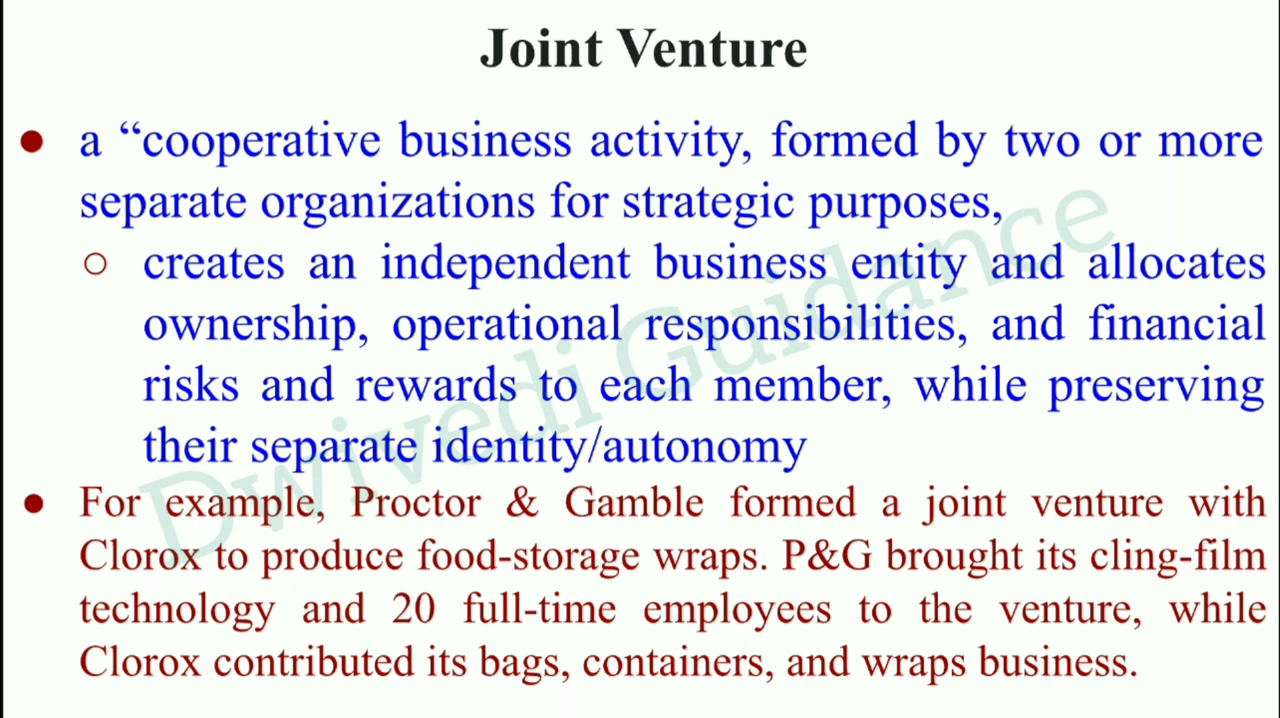 Joint Venture
● a “cooperative business activity, formed by two or more
separate organizations for strategic purposes,
○ creates an independent business entity and allocates
ownership, operational responsibilities, and financial
risks and rewards to each member, while preserving
their separate identity/autonomy
● For example, Proctor & Gamble formed a joint venture with
Clorox to produce food-storage wraps. P&G brought its cling-film
technology and 20 full-time employees to the venture, while
Clorox contributed its bags, containers, and wraps business.
Dwivedi Guidance